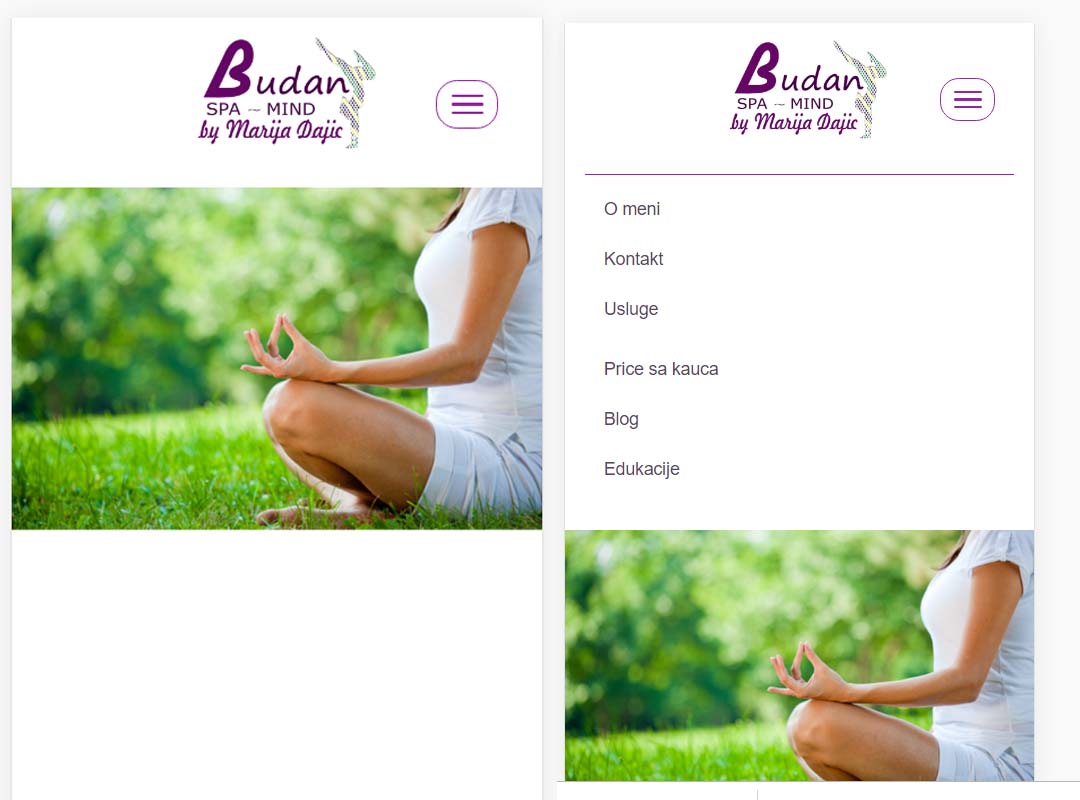 Budan
SPA ~ MIND
by Marija Dajic
Budan
SPA ~ MIND
by Marija Dajic
O meni
Kontakt
Usluge
Price sa kauca
Blog
Edukacije